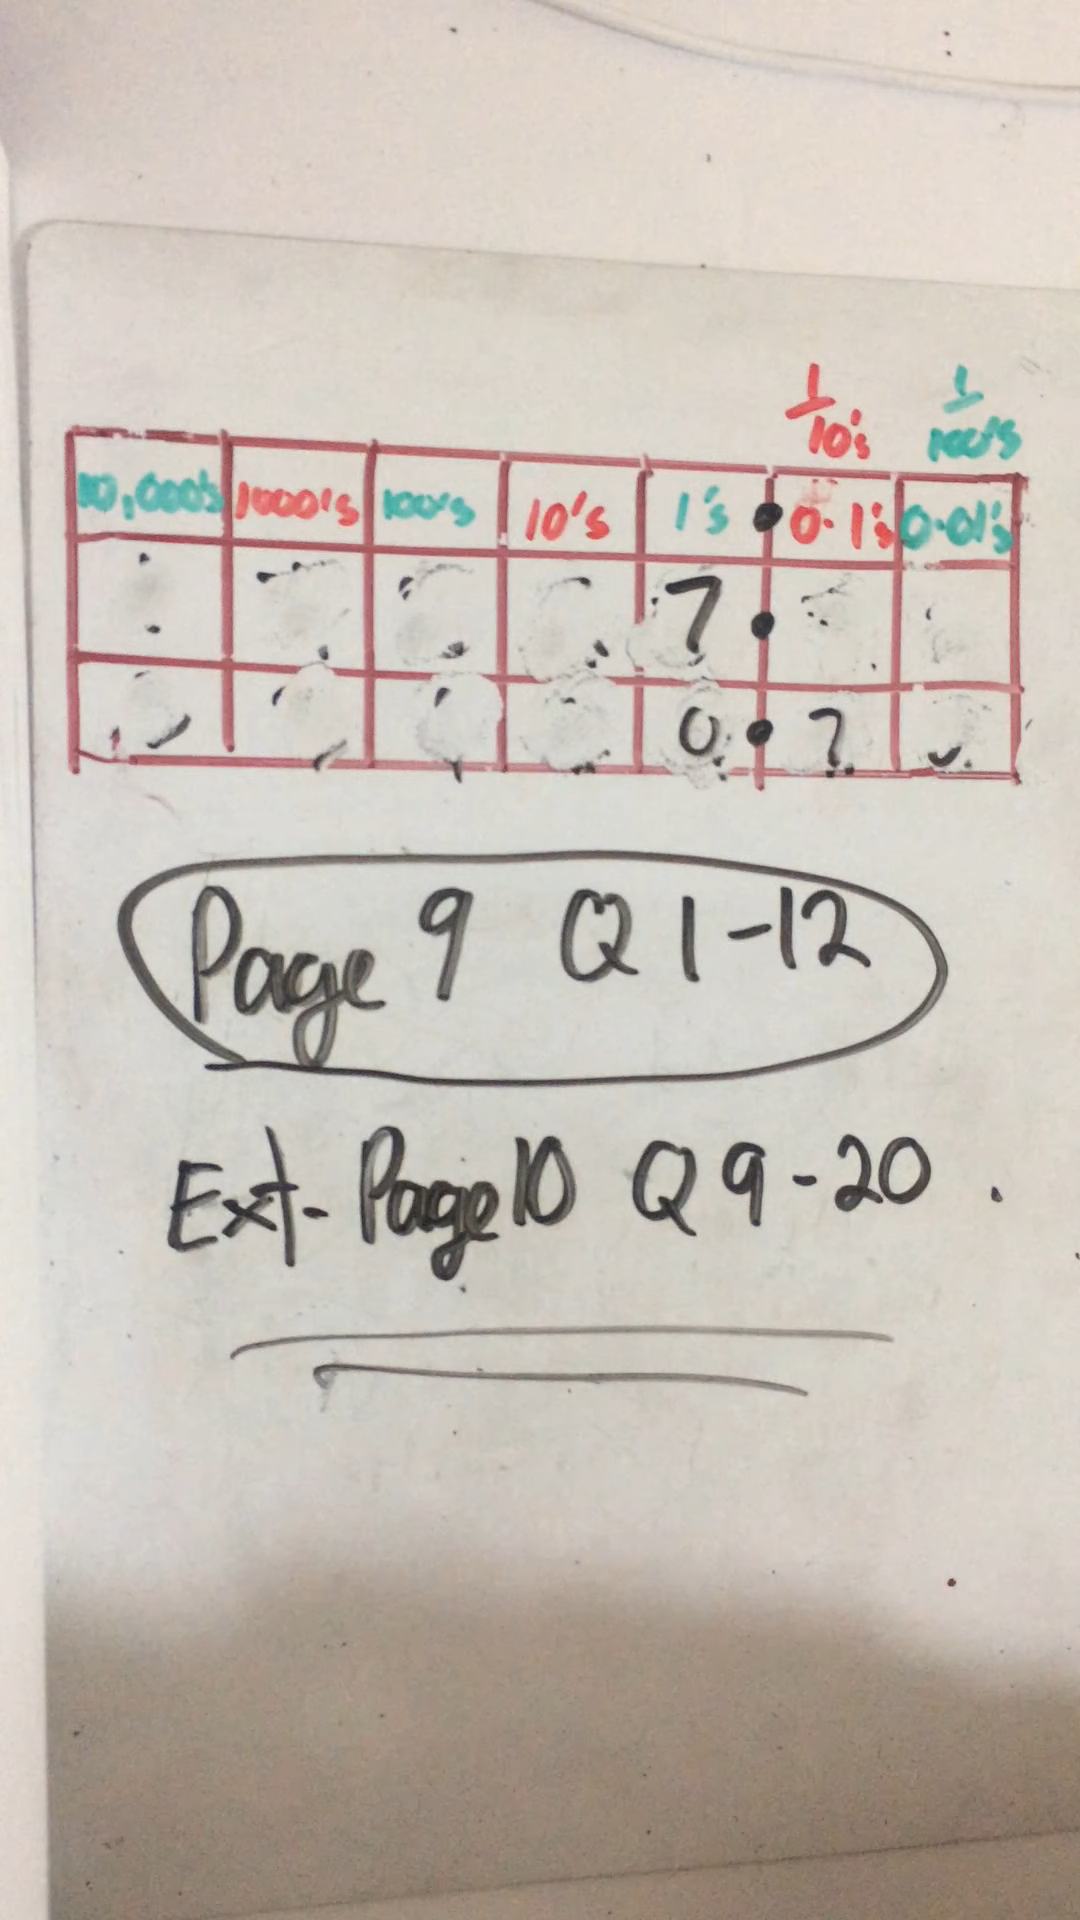 1/10's 1/100's
10,000's 1000's 100's 10's 1's • 0.1's 0.01's
7 •
0 • 7
Page 9 Q 1-12
Ext- Page 10 Q 9-20.